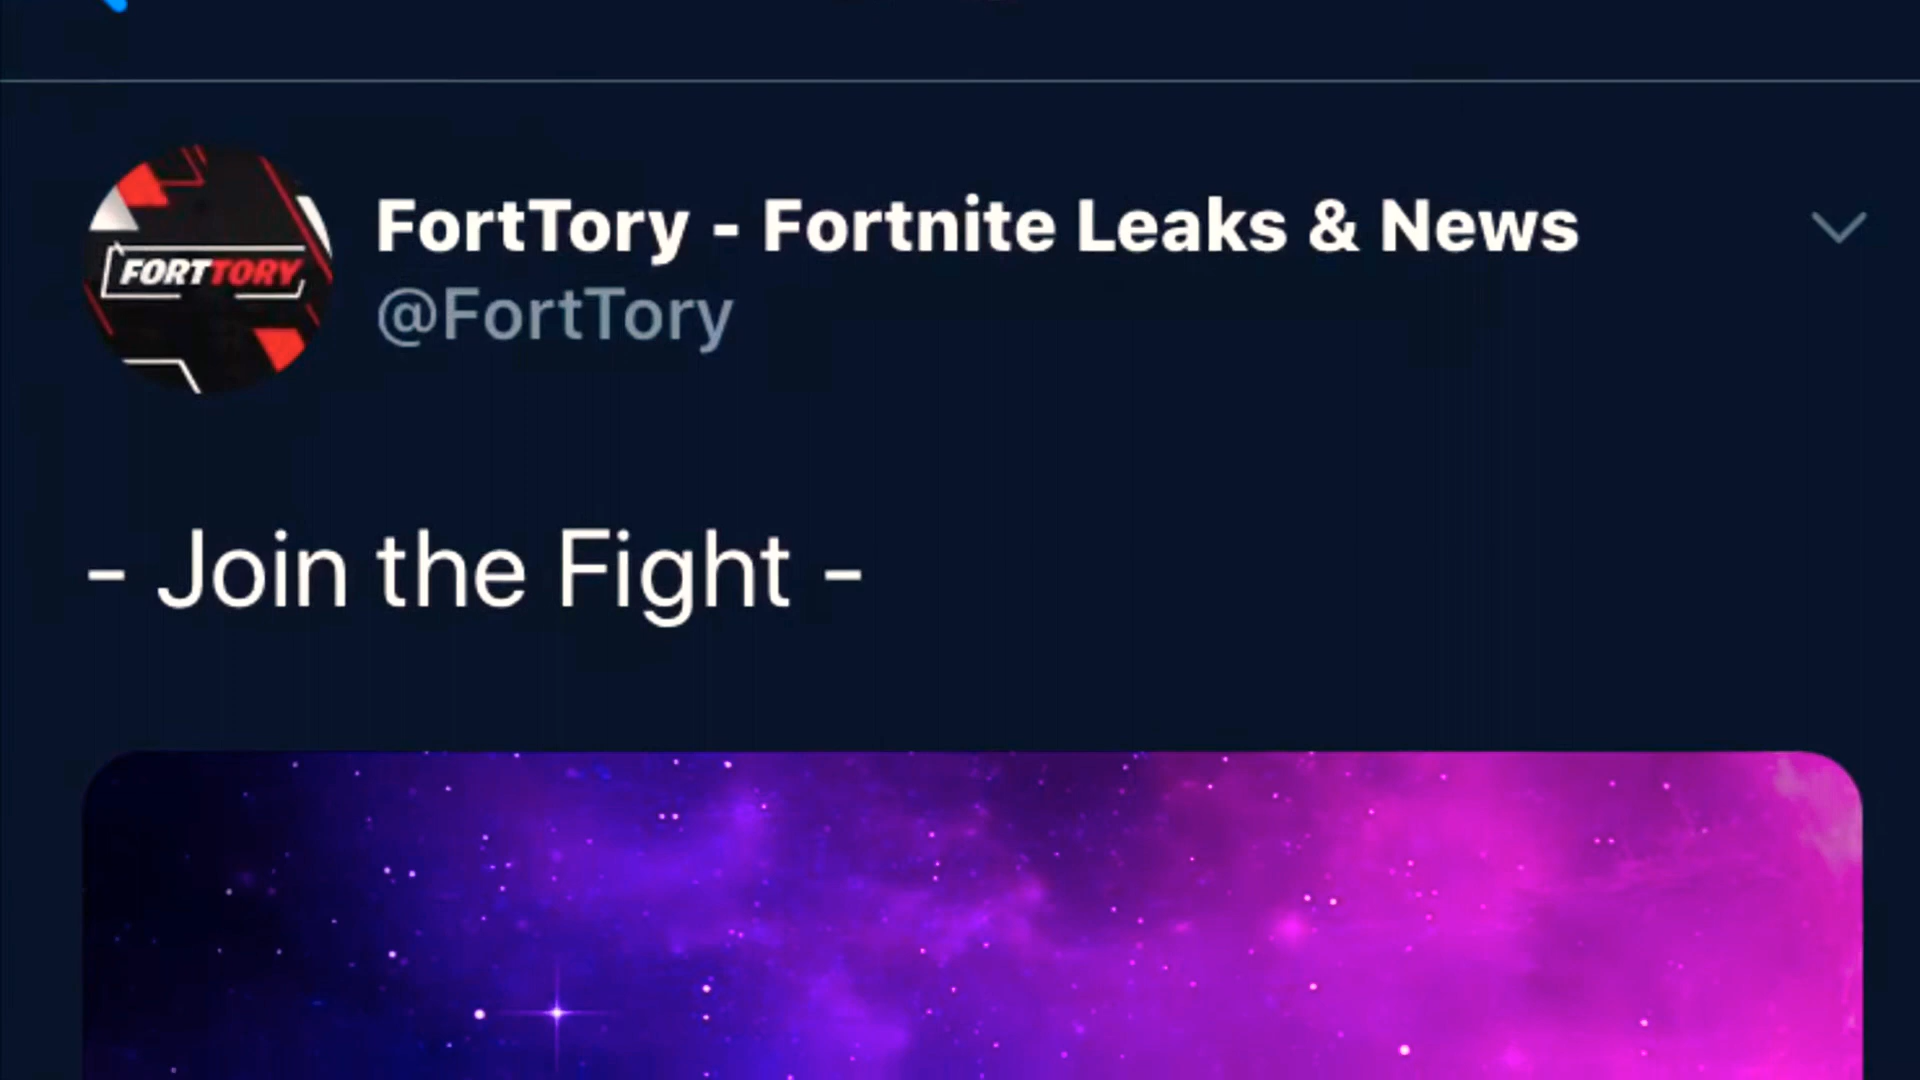 FORTTORY
FortTory - Fortnite Leaks & News
@FortTory
- Join the Fight -